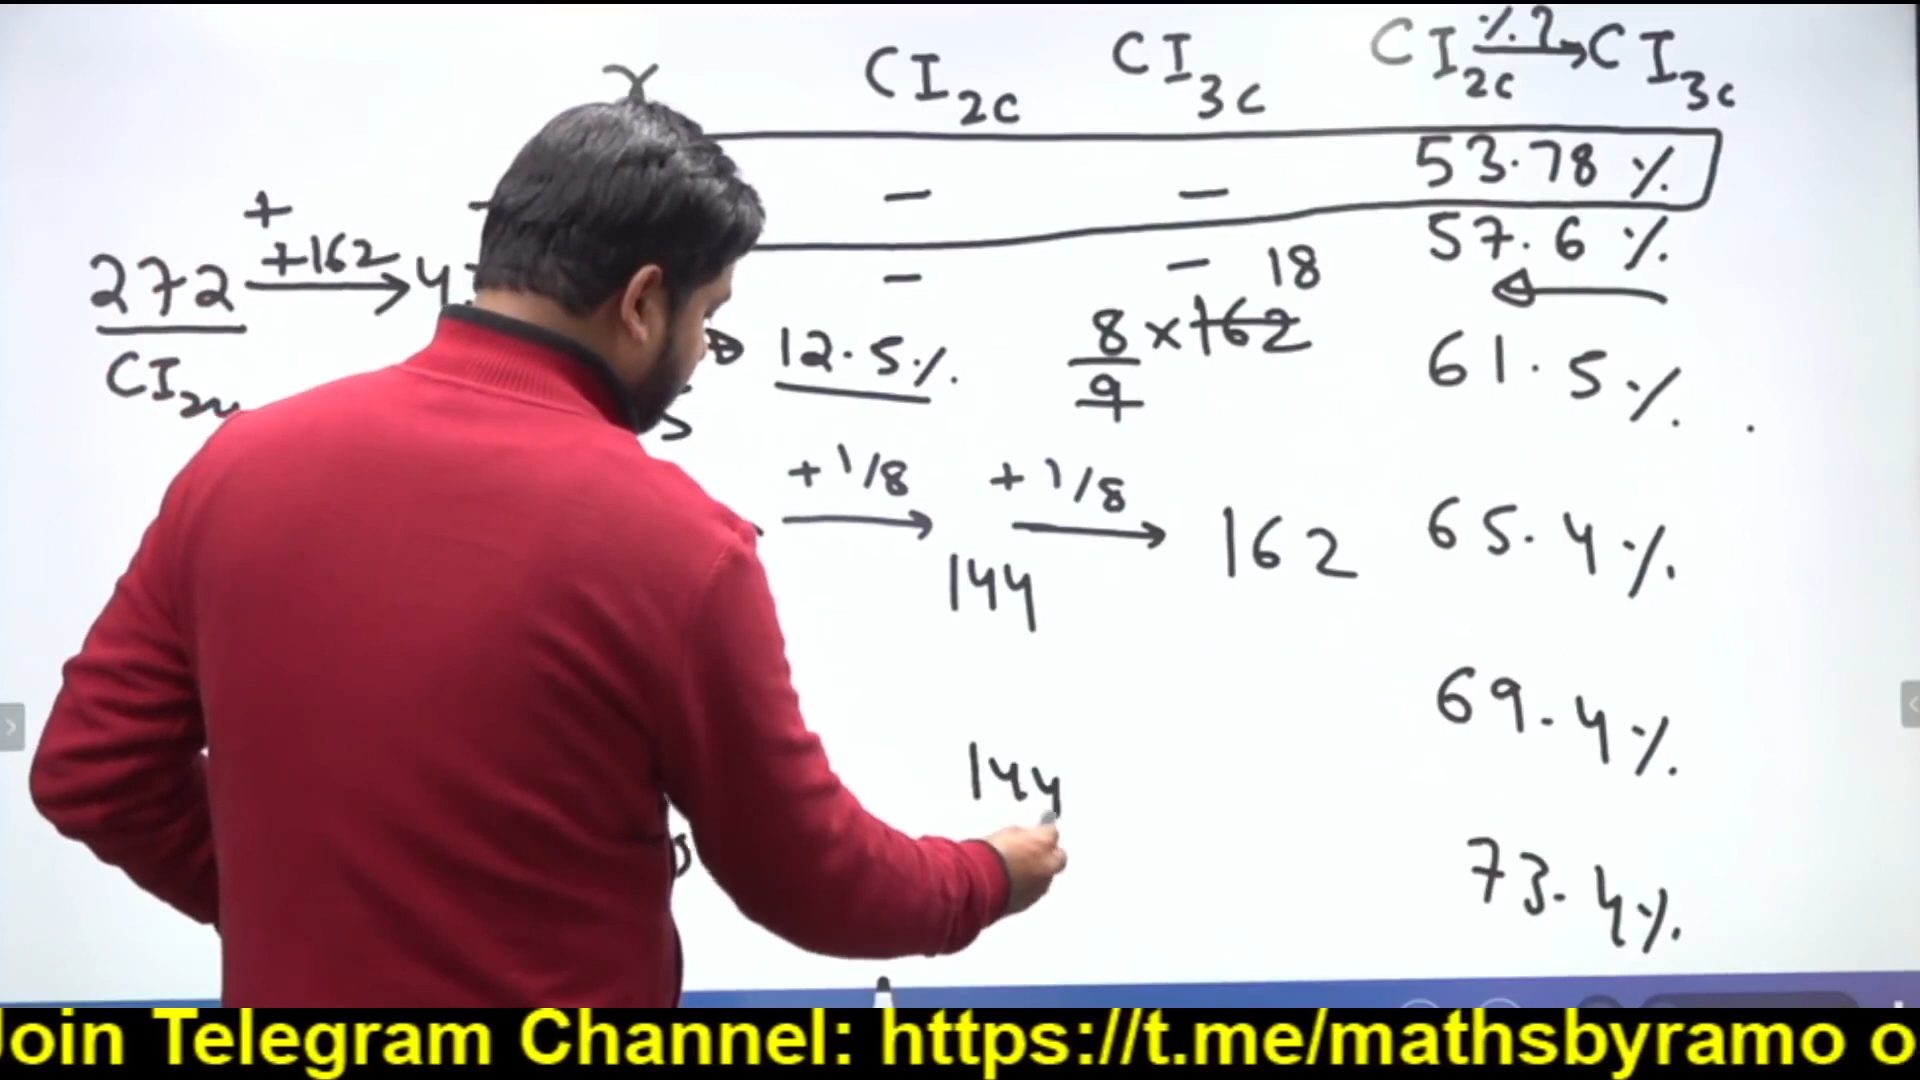 r CI2c CI3c CI2c %? → CI3c
- - 53.78 %
+
272 +162 → 4
CI2
- - 57.6 %
←
18
→ 12.5% 8/9 × 162 61.5%
+1/8 → +1/8 → 162 65.4%
144
69.4%
144
73.4%
Join Telegram Channel: https://t.me/mathsbyramo o